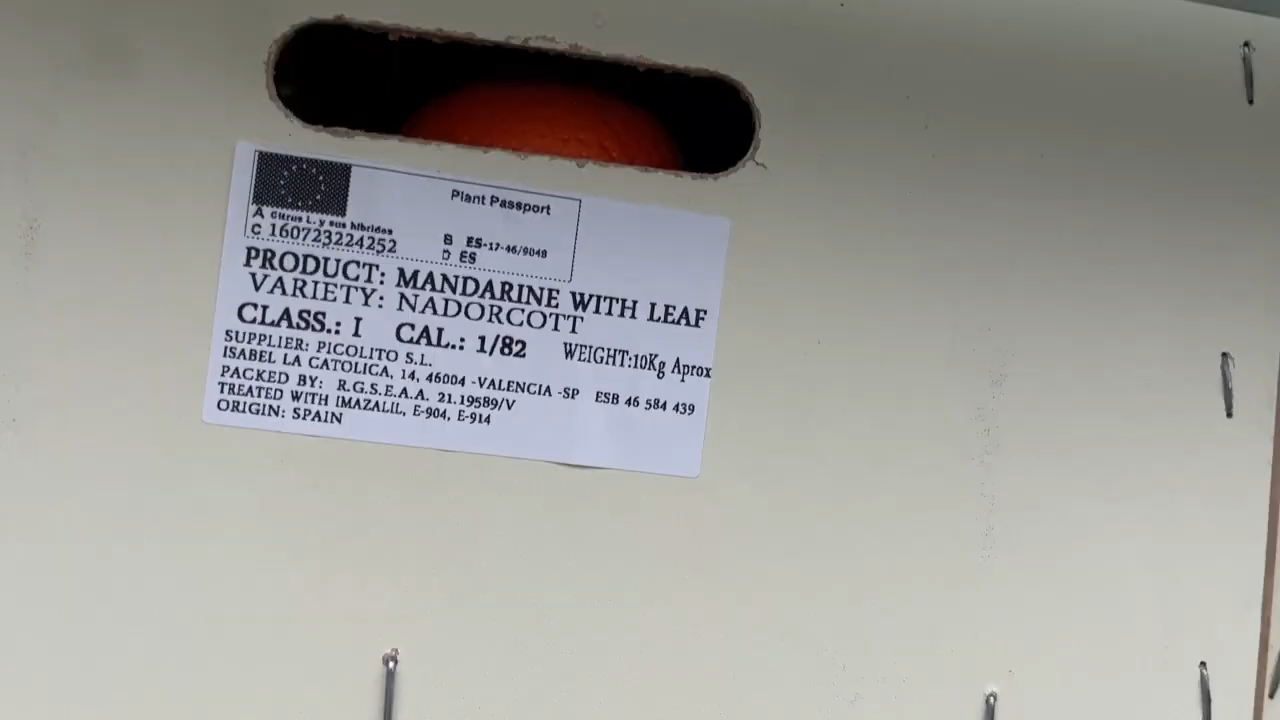 Plant Passport
A Citrus L. y sus híbridos
C 160723224252
B ES-17-46/9048
D ES
PRODUCT: MANDARINE WITH LEAF
VARIETY: NADORCOTT
CLASS.: I CAL.: 1/82 WEIGHT:10Kg Aprox
SUPPLIER: PICOLITO S.L.
ISABEL LA CATOLICA, 14, 46004 -VALENCIA -SP ESB 46 584 439
PACKED BY: R.G.S.E.A.A. 21.19589/V
TREATED WITH IMAZALIL, E-904, E-914
ORIGIN: SPAIN